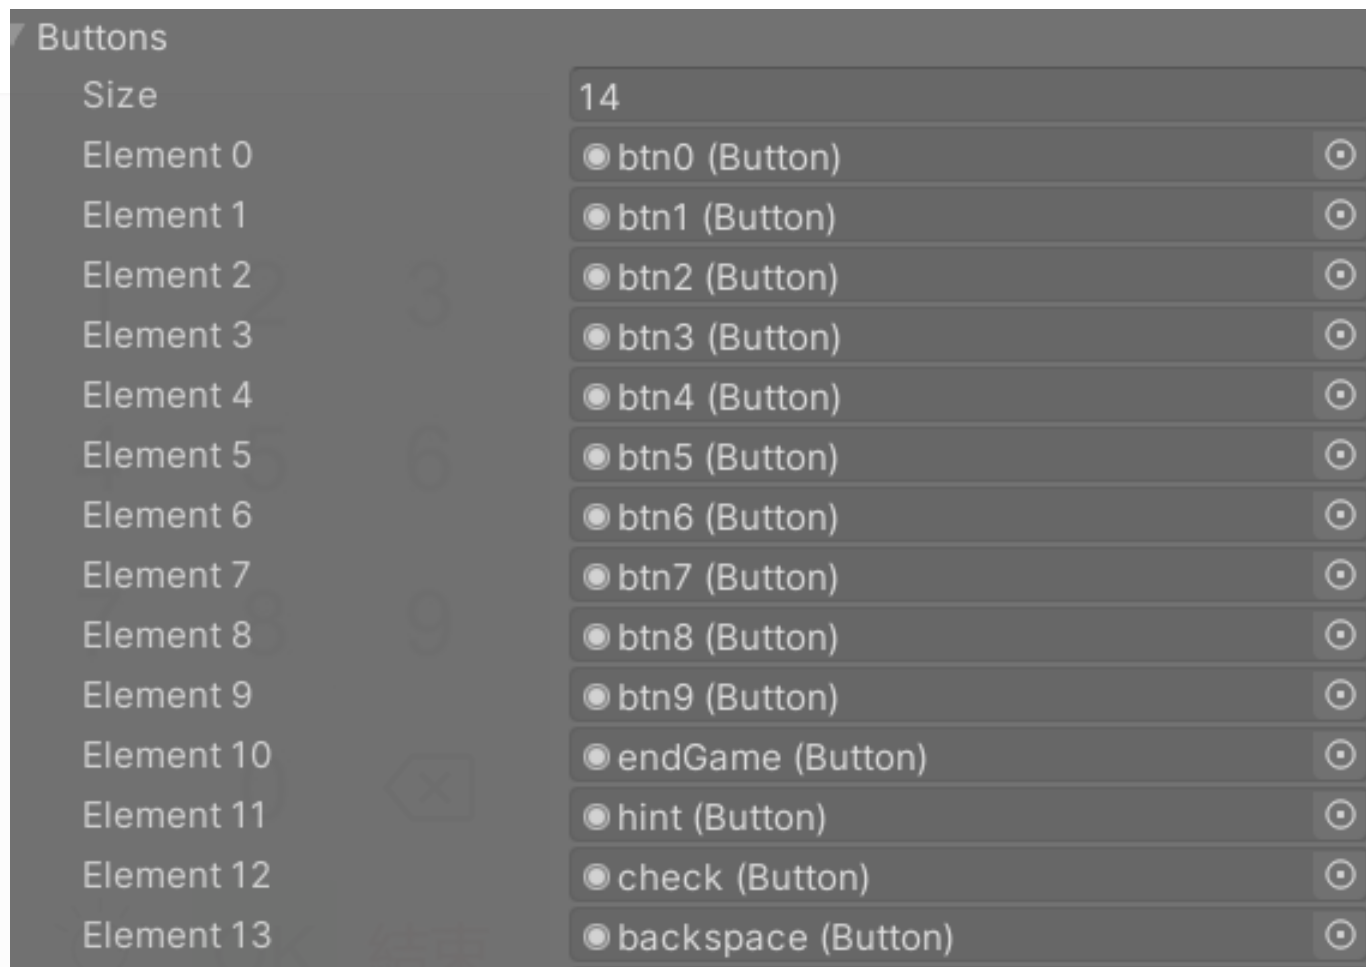 Buttons
Size 14
Element 0 btn0 (Button)
Element 1 btn1 (Button)
Element 2 btn2 (Button)
Element 3 btn3 (Button)
Element 4 btn4 (Button)
Element 5 btn5 (Button)
Element 6 btn6 (Button)
Element 7 btn7 (Button)
Element 8 btn8 (Button)
Element 9 btn9 (Button)
Element 10 endGame (Button)
Element 11 hint (Button)
Element 12 check (Button)
Element 13 backspace (Button)